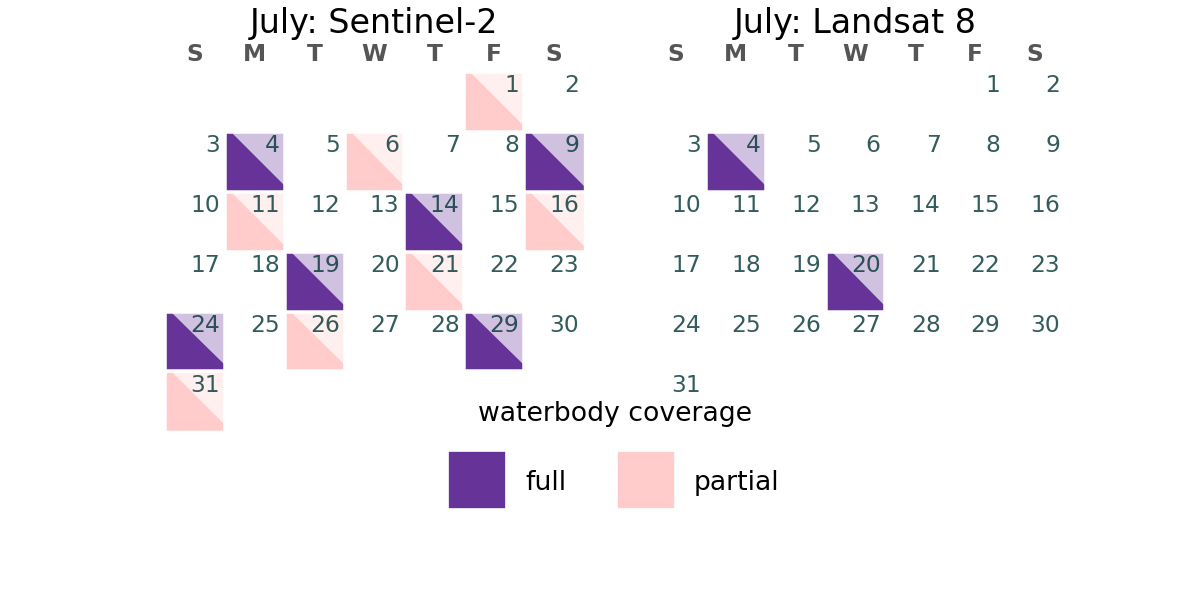 July: Sentinel-2
S M T W T F S
1 2
3 4 5 6 7 8 9
10 11 12 13 14 15 16
17 18 19 20 21 22 23
24 25 26 27 28 29 30
31
July: Landsat 8
S M T W T F S
1 2
3 4 5 6 7 8 9
10 11 12 13 14 15 16
17 18 19 20 21 22 23
24 25 26 27 28 29 30
31
waterbody coverage
full partial